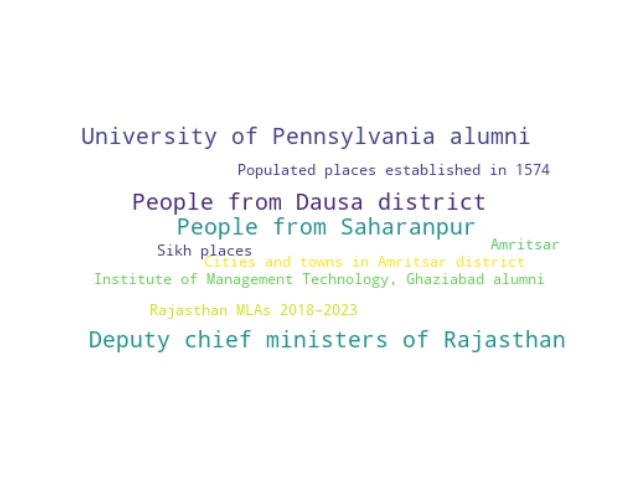 University of Pennsylvania alumni
Populated places established in 1574
People from Dausa district
People from Saharanpur
Amritsar
Sikh places
Cities and towns in Amritsar district
Institute of Management Technology, Ghaziabad alumni
Rajasthan MLAs 2018–2023
Deputy chief ministers of Rajasthan